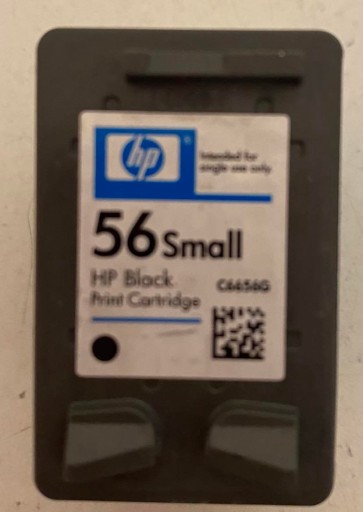 hp
Intended for
single use only.
56 Small
HP Black
Print Cartridge
C6656G